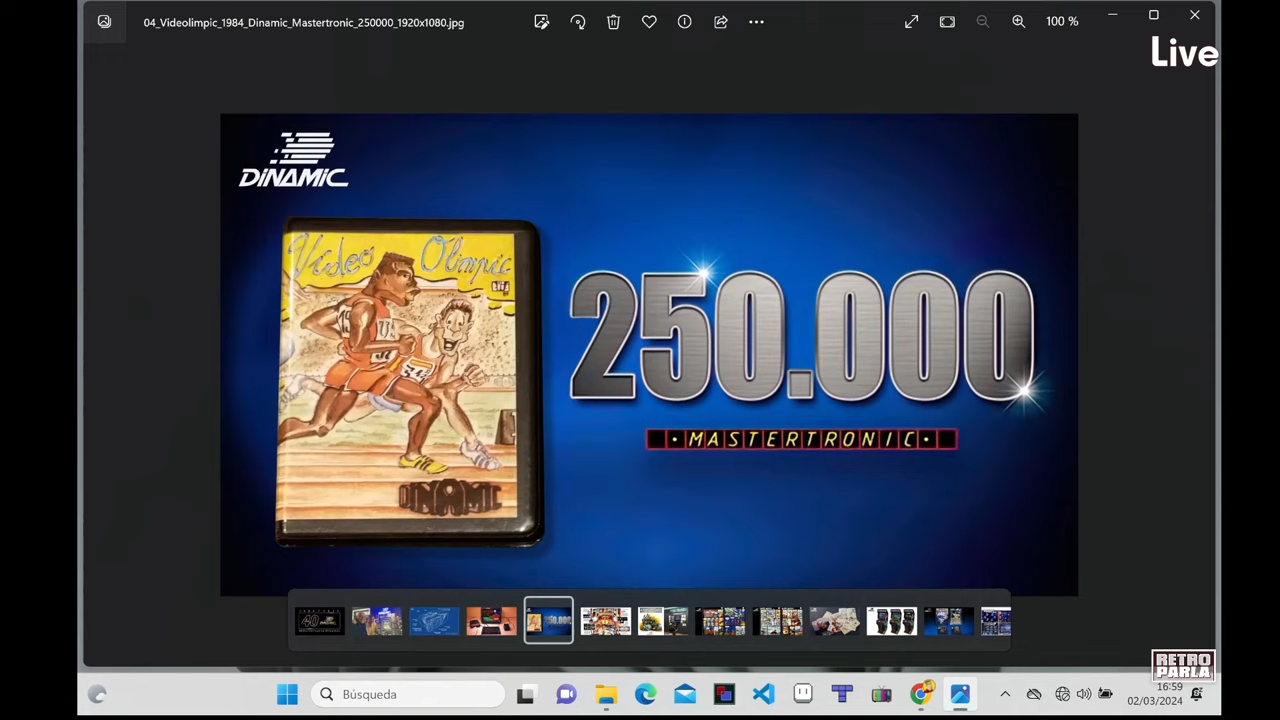 04_Videolimpic_1984_Dinamic_Mastertronic_250000_1920x1080.jpg
100 %
Live
DINAMIC
Video Olimpic
250.000
MASTERTRONIC
DINAMIC
40
RETRO
PARLA
Búsqueda
16:59
02/03/2024